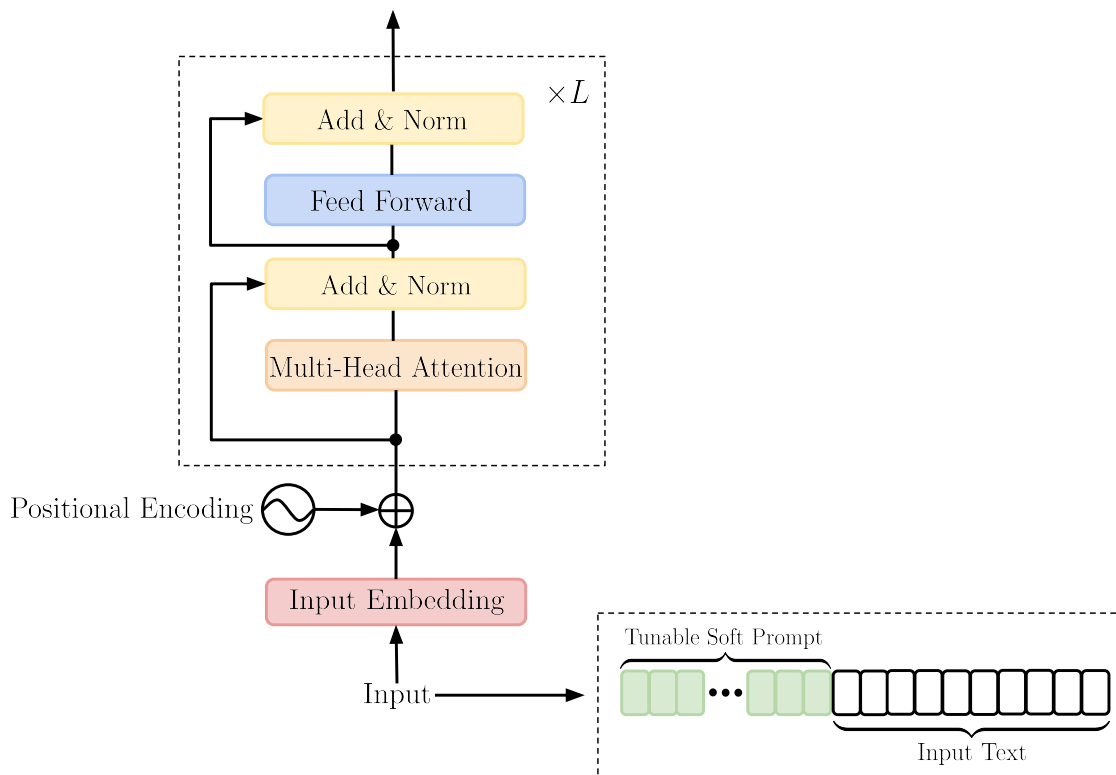 ×L
Add & Norm
Feed Forward
Add & Norm
Multi-Head Attention
Positional Encoding
Input Embedding
Tunable Soft Prompt
Input
Input Text